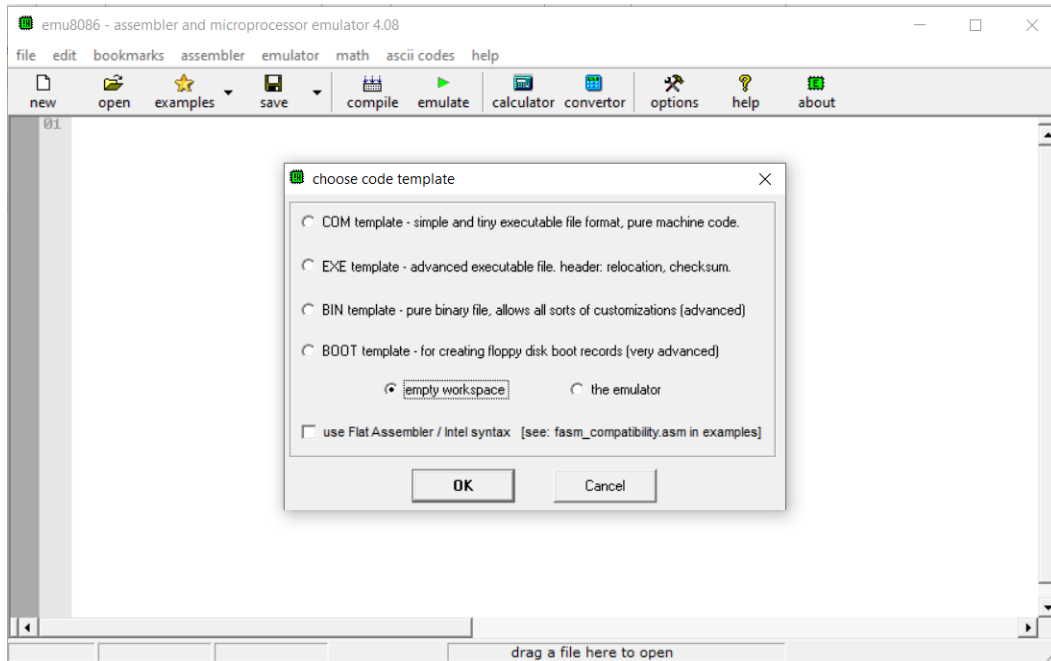 emu8086 - assembler and microprocessor emulator 4.08
file edit bookmarks assembler emulator math ascii codes help
new open examples save compile emulate calculator convertor options help about
01
choose code template
COM template - simple and tiny executable file format, pure machine code.
EXE template - advanced executable file. header: relocation, checksum.
BIN template - pure binary file, allows all sorts of customizations (advanced)
BOOT template - for creating floppy disk boot records (very advanced)
empty workspace the emulator
use Flat Assembler / Intel syntax [see: fasm_compatibility.asm in examples]
OK Cancel
drag a file here to open